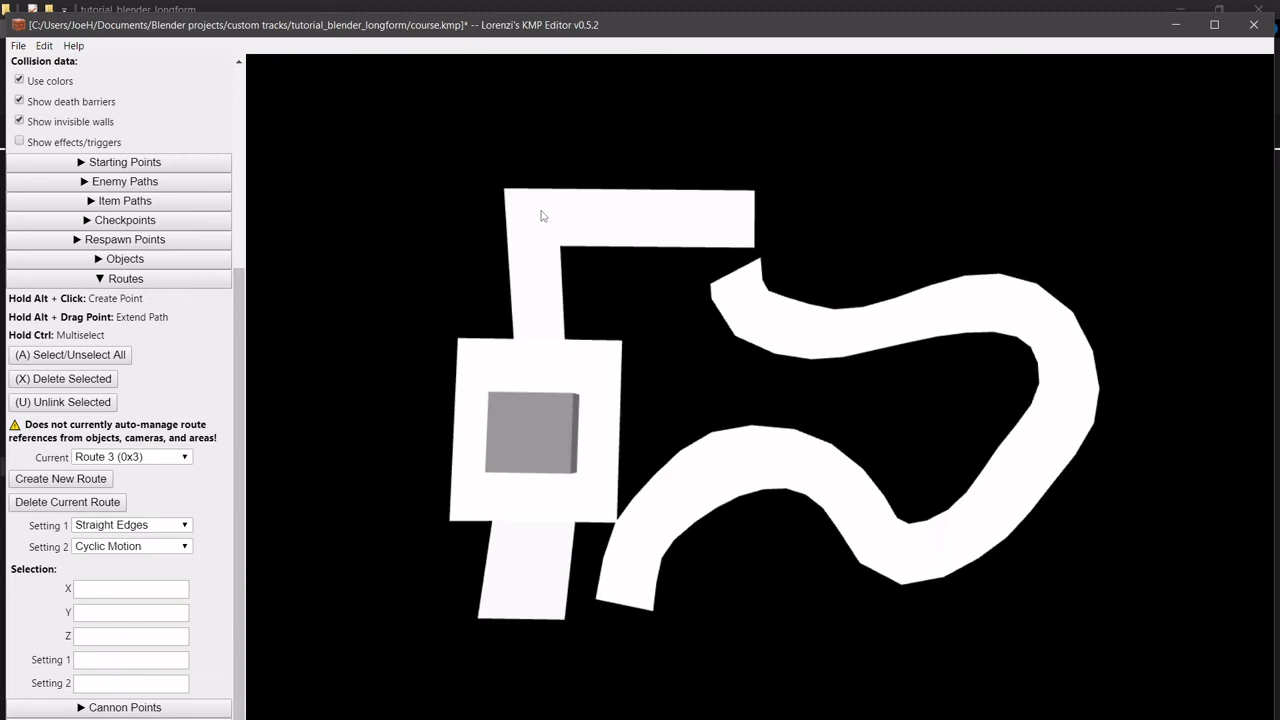 tutorial_blender_longform
[C:/Users/JoeH/Documents/Blender projects/custom tracks/tutorial_blender_longform/course.kmp]* -- Lorenzi's KMP Editor v0.5.2
File Edit Help
Collision data:
Use colors
Show death barriers
Show invisible walls
Show effects/triggers
▶ Starting Points
▶ Enemy Paths
▶ Item Paths
▶ Checkpoints
▶ Respawn Points
▶ Objects
▼ Routes
Hold Alt + Click: Create Point
Hold Alt + Drag Point: Extend Path
Hold Ctrl: Multiselect
(A) Select/Unselect All
(X) Delete Selected
(U) Unlink Selected
Does not currently auto-manage route
references from objects, cameras, and areas!
Current Route 3 (0x3)
Create New Route
Delete Current Route
Setting 1 Straight Edges
Setting 2 Cyclic Motion
Selection:
X
Y
Z
Setting 1
Setting 2
▶ Cannon Points